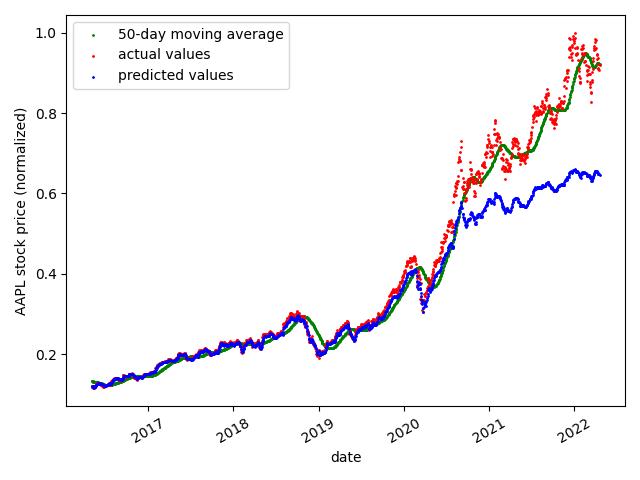 50-day moving average
actual values
predicted values
AAPL stock price (normalized)
1.0
0.8
0.6
0.4
0.2
2017 2018 2019 2020 2021 2022
date